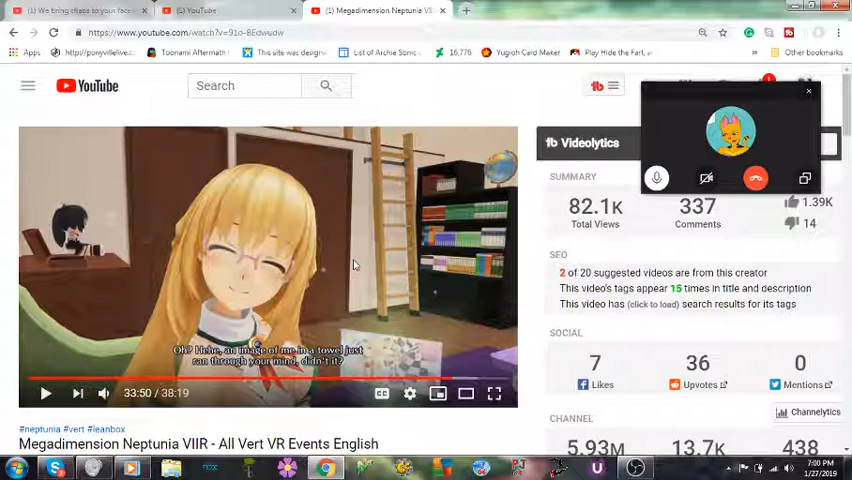 (1) We bring chaos to your face
(1) YouTube
Megadimension Neptunia VII
https://www.youtube.com/watch?v=91o-BEdwudw
Apps
http://ponyvillelive
Toonami Aftermath
This site was design
List of Archie Sonic
16,776
Yugioh Card Maker
Play Hide the Fart, a
Other bookmarks
YouTube
Search
Videolytics
SUMMARY
82.1K
337
1.39K
Total Views
Comments
14
SEO
2 of 20 suggested videos are from this creator
This video's tags appear 15 times in title and description
This video has (click to load) search results for its tags
SOCIAL
7
36
0
Likes
Upvotes
Mentions
Channelytics
CHANNEL
5.93M
13.7K
438
Oh? Hehe, an image of me in a towel just
ran through your mind, didn't it?
33:50 / 38:19
#neptunia #vert #leanbox
Megadimension Neptunia VIIR - All Vert VR Events English
7:00 PM
1/27/2019